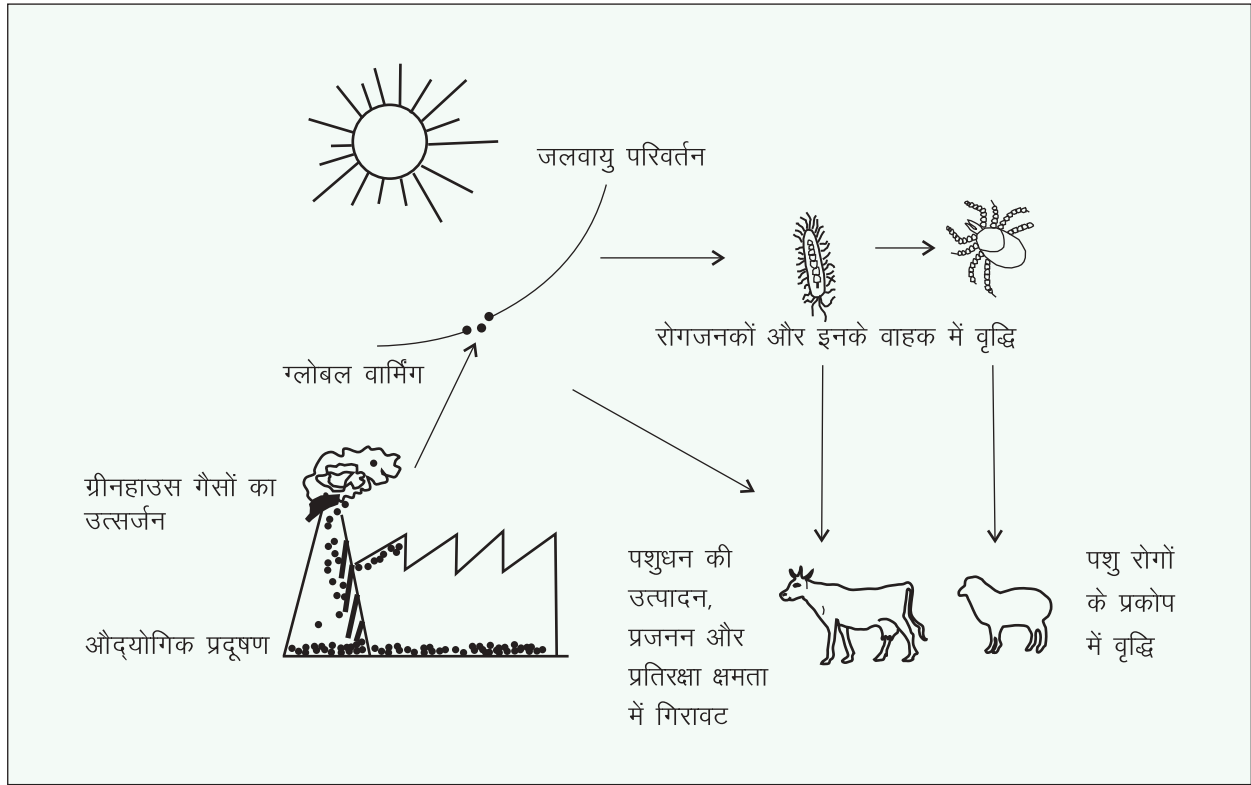 जलवायु परिवर्तन
रोगजनकों और इनके वाहक में वृद्धि
ग्लोबल वार्मिंग
ग्रीनहाउस गैसों का
उत्सर्जन
औद्योगिक प्रदूषण
पशुधन की
उत्पादन,
प्रजनन और
प्रतिरक्षा क्षमता
में गिरावट
पशु रोगों
के प्रकोप
में वृद्धि